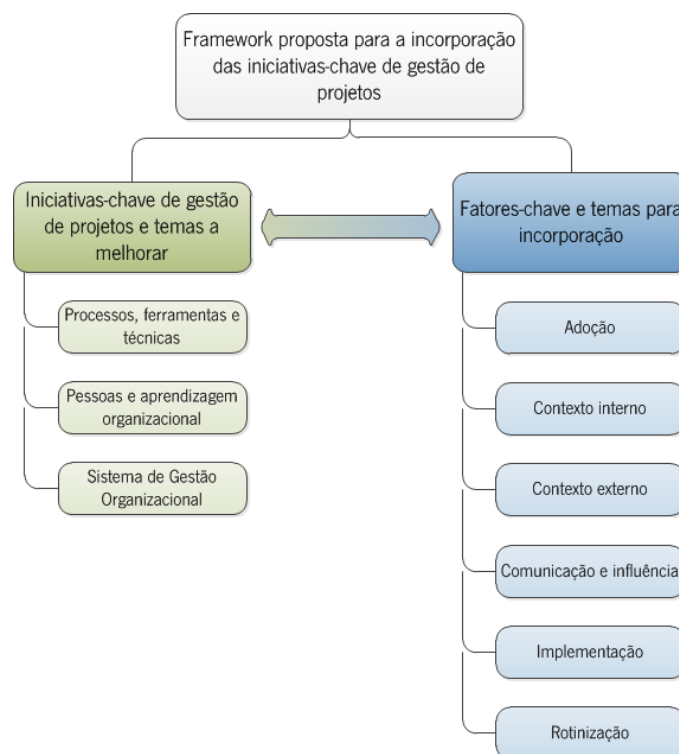 Framework proposta para a incorporação
das iniciativas-chave de gestão de
projetos
Iniciativas-chave de gestão
de projetos e temas a
melhorar
Processos, ferramentas e
técnicas
Pessoas e aprendizagem
organizacional
Sistema de Gestão
Organizacional
Fatores-chave e temas para
incorporação
Adoção
Contexto interno
Contexto externo
Comunicação e influência
Implementação
Rotinização